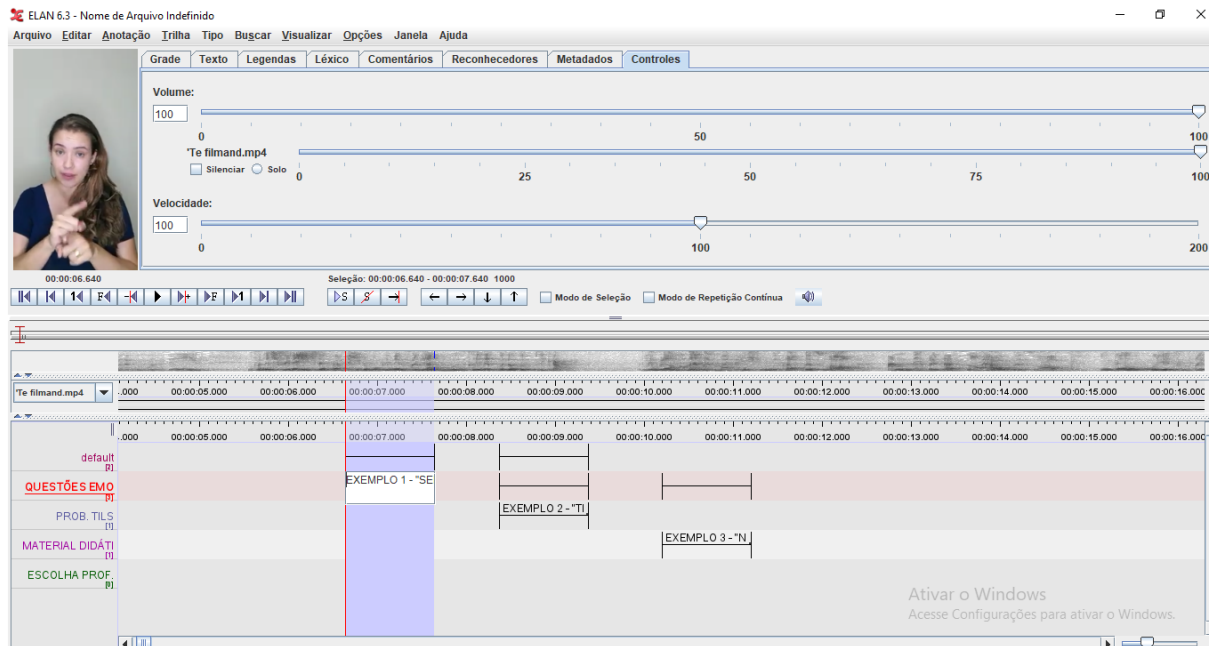 ELAN 6.3 - Nome de Arquivo Indefinido
Arquivo Editar Anotação Trilha Tipo Buscar Visualizar Opções Janela Ajuda
Grade Texto Legendas Léxico Comentários Reconhecedores Metadados Controles
Volume:
100
0 50 100
'Te filmand.mp4
Silenciar Solo
0 25 50 75 100
Velocidade:
100
0 100 200
00:00:06.640 Seleção: 00:00:06.640 - 00:00:07.640 1000
Modo de Seleção Modo de Repetição Contínua
'Te filmand.mp4 .000 00:00:05.000 00:00:06.000 00:00:07.000 00:00:08.000 00:00:09.000 00:00:10.000 00:00:11.000 00:00:12.000 00:00:13.000 00:00:14.000 00:00:15.000 00:00:16.000
.000 00:00:05.000 00:00:06.000 00:00:07.000 00:00:08.000 00:00:09.000 00:00:10.000 00:00:11.000 00:00:12.000 00:00:13.000 00:00:14.000 00:00:15.000 00:00:16.000
default
QUESTÕES EMO EXEMPLO 1 - "SE
PROB. TILS EXEMPLO 2 - "TI
[1]
MATERIAL DIDÁTI EXEMPLO 3 - "N
[1]
ESCOLHA PROF.
[0]
Ativar o Windows
Acesse Configurações para ativar o Windows.